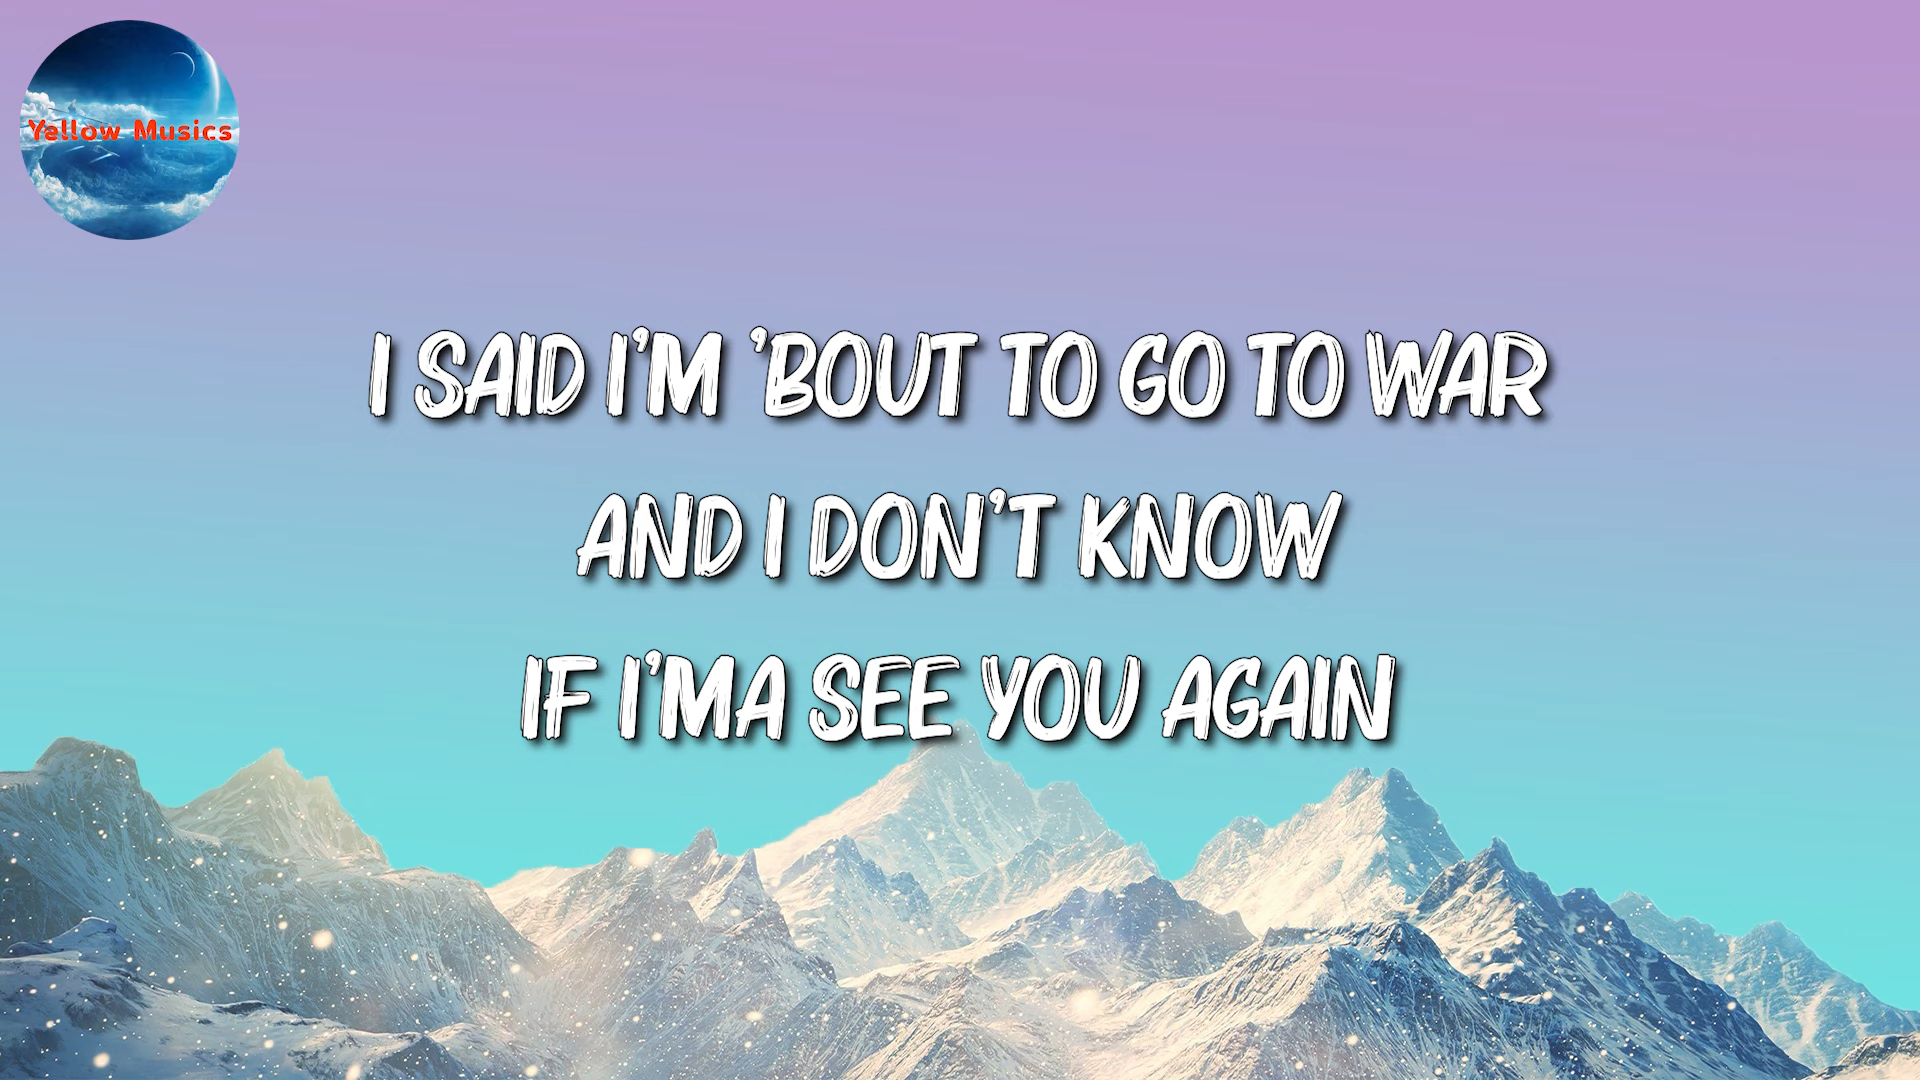 Yellow Musics
I SAID I'M 'BOUT TO GO TO WAR
AND I DON'T KNOW
IF I'MA SEE YOU AGAIN